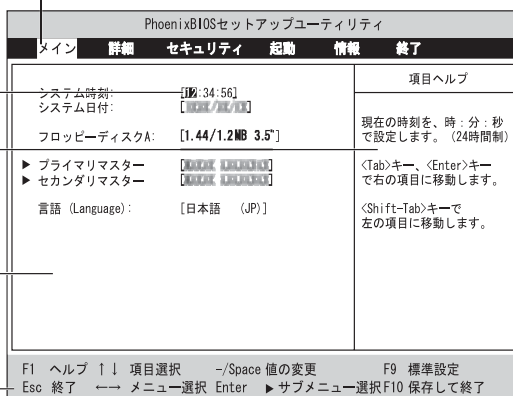 PhoenixBIOSセットアップユーティリティ
メイン 詳細 セキュリティ 起動 情報 終了
システム時刻: [12:34:56]
システム日付:
フロッピーディスクA: [1.44/1.2MB 3.5"]
▶ プライマリマスター
▶ セカンダリマスター
言語 (Language): [日本語 (JP)]
項目ヘルプ
現在の時刻を、時：分：秒
で設定します。(24時間制)
<Tab>キー、<Enter>キー
で右の項目に移動します。
<Shift-Tab>キーで
左の項目に移動します。
F1 ヘルプ ↑↓ 項目選択 -/Space 値の変更 F9 標準設定
Esc 終了 ←→ メニュー選択 Enter ▶サブメニュー選択 F10 保存して終了